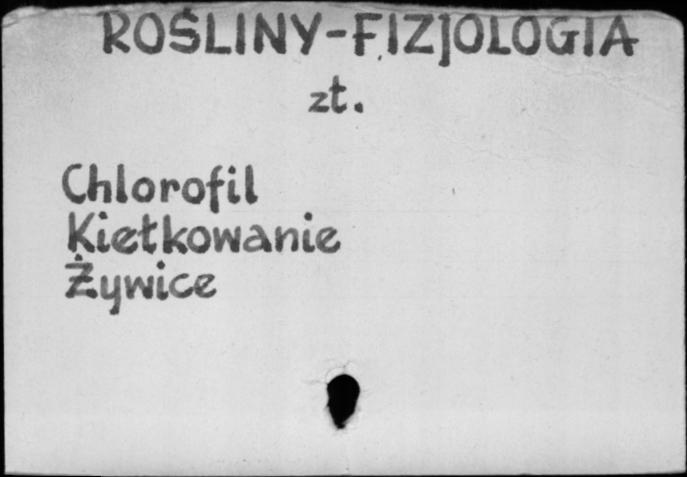 ROŚLINY-FIZJOLOGIA
zt.
Chlorofil
Kiełkowanie
Żywice